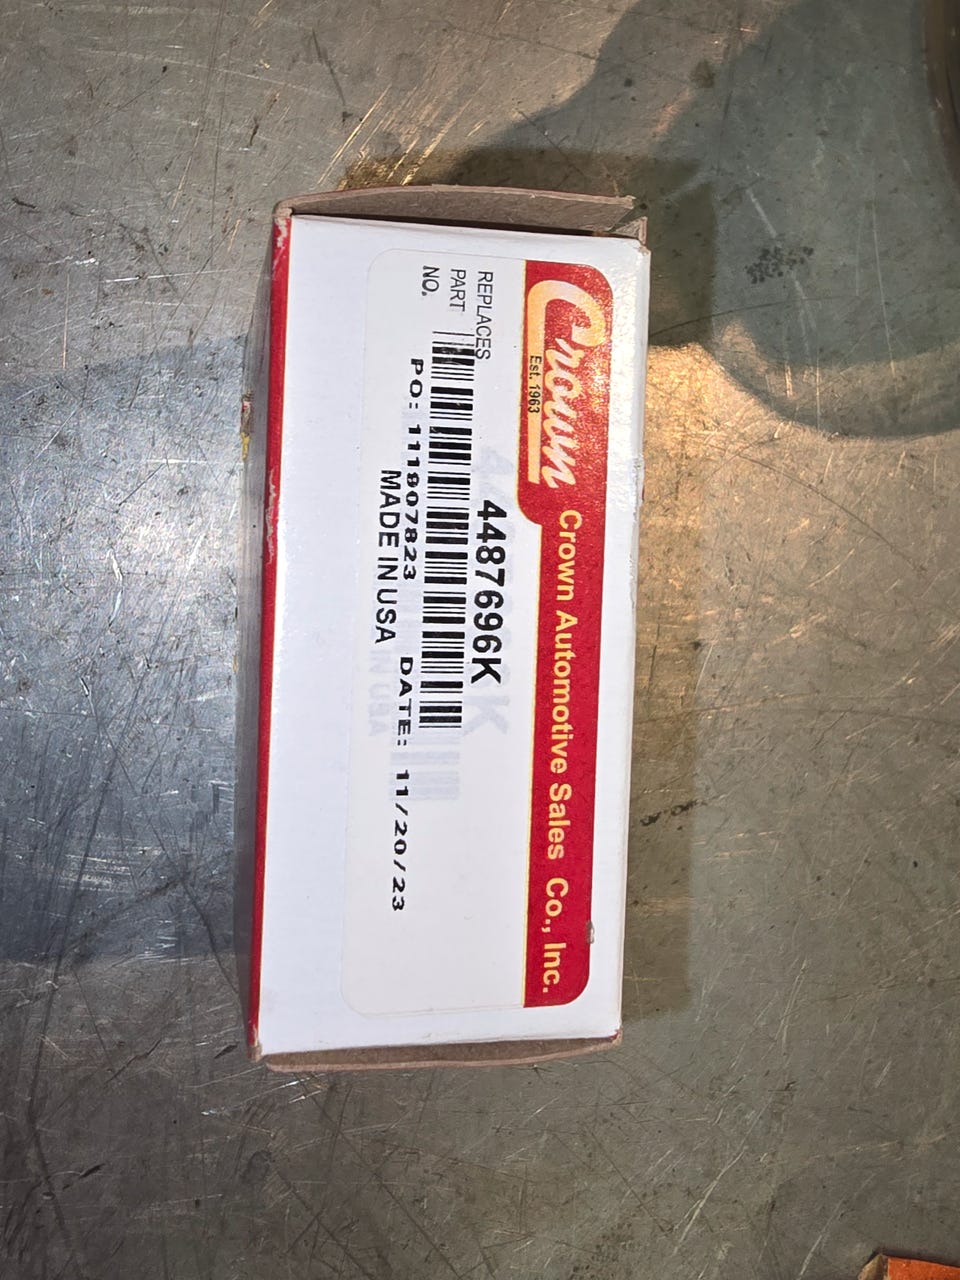 Crown
Est. 1963
Crown Automotive Sales Co., Inc.
REPLACES
PART
NO.
4487696K
PO: 111907823 DATE: 11/20/23
MADE IN USA